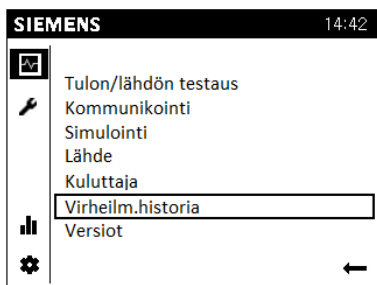 SIEMENS 14:42
Tulon/lähdön testaus
Kommunikointi
Simulointi
Lähde
Kuluttaja
Virheilm.historia
Versiot